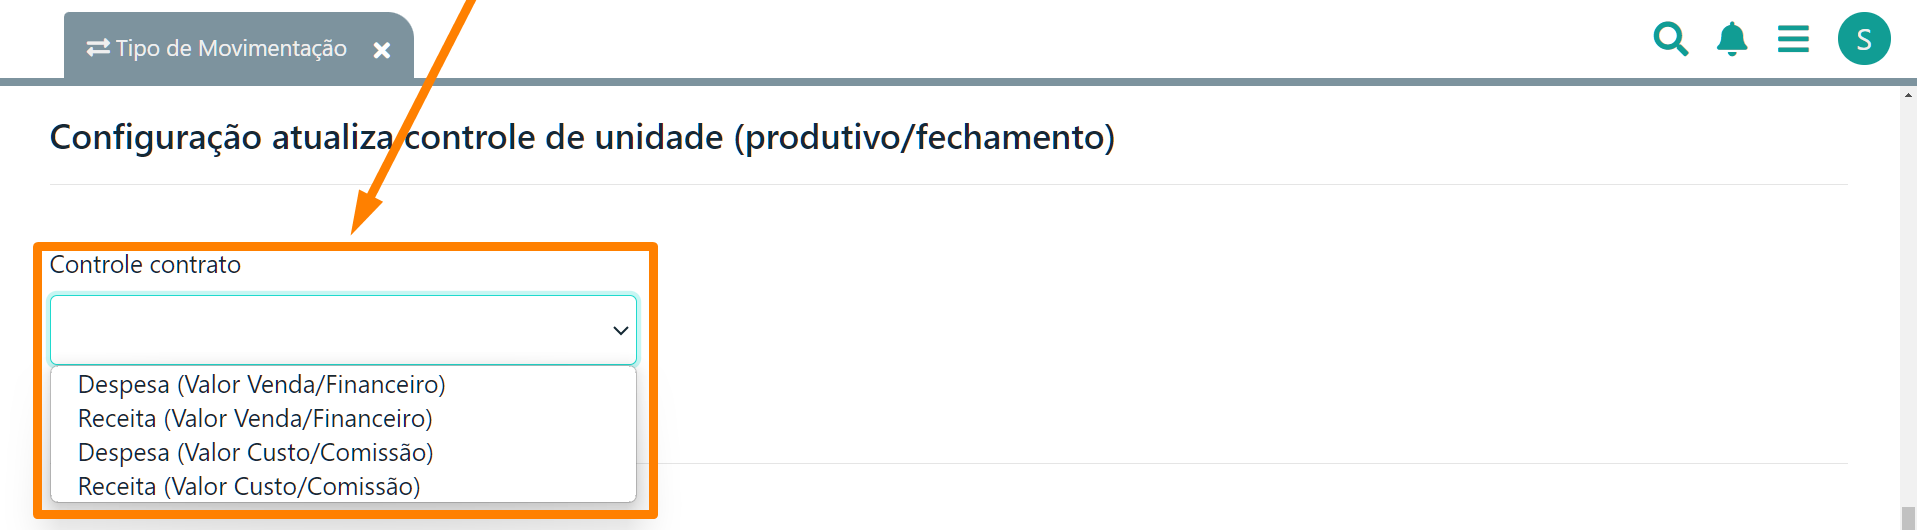 Tipo de Movimentação
S
Configuração atualiza controle de unidade (produtivo/fechamento)
Controle contrato
Despesa (Valor Venda/Financeiro)
Receita (Valor Venda/Financeiro)
Despesa (Valor Custo/Comissão)
Receita (Valor Custo/Comissão)